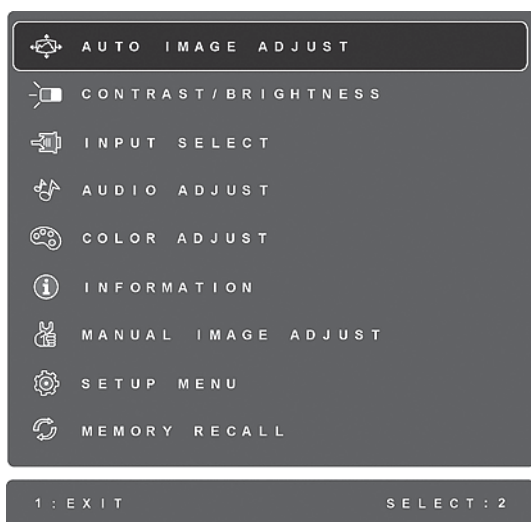 AUTO IMAGE ADJUST
CONTRAST/BRIGHTNESS
INPUT SELECT
AUDIO ADJUST
COLOR ADJUST
INFORMATION
MANUAL IMAGE ADJUST
SETUP MENU
MEMORY RECALL
1:EXIT SELECT:2